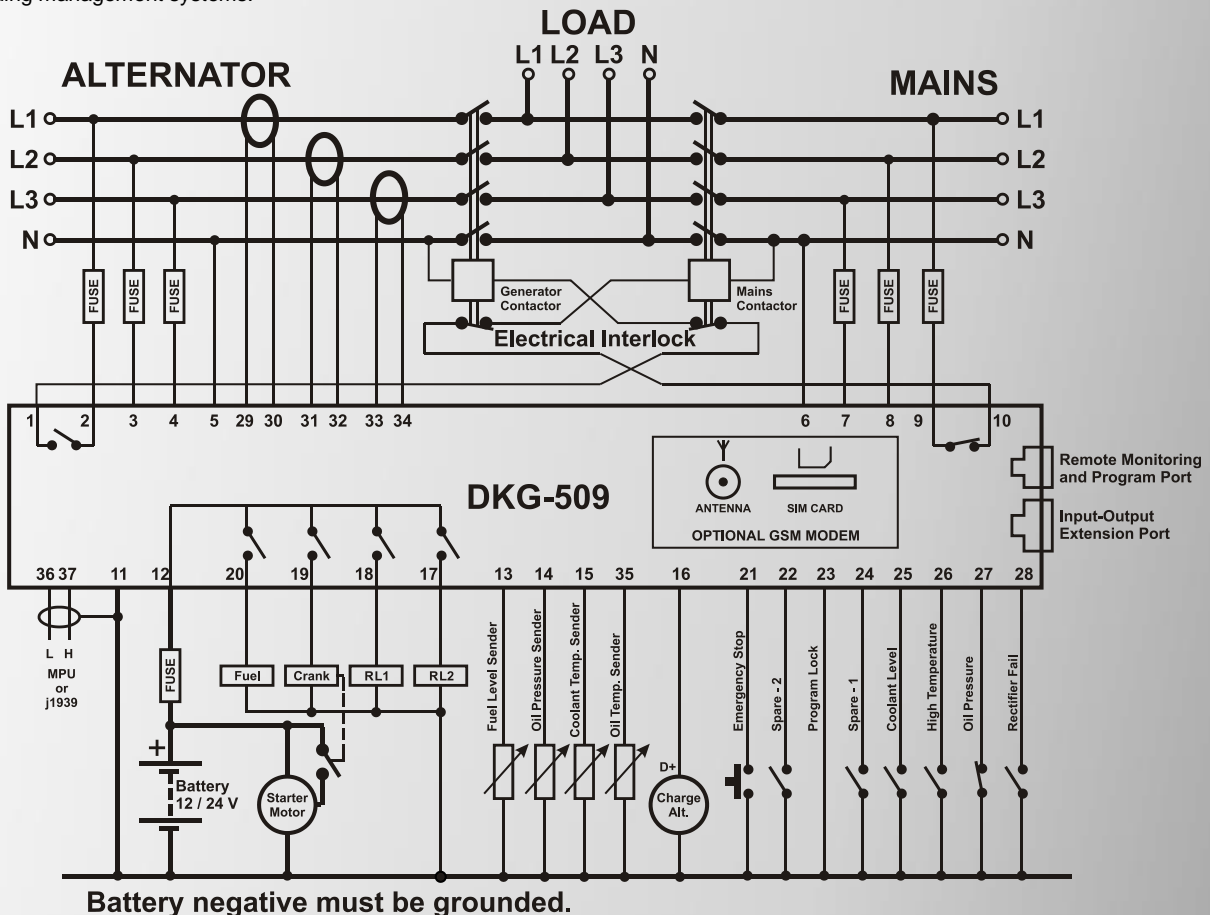 ing management systems.
LOAD
L1 L2 L3 N
ALTERNATOR
MAINS
L1
L2
L3
N
L1
L2
L3
N
FUSE
FUSE
FUSE
Generator
Contactor
Mains
Contactor
FUSE
FUSE
FUSE
Electrical Interlock
1 2 3 4 5 29 30 31 32 33 34 6 7 8 9 10
DKG-509
ANTENNA
SIM CARD
OPTIONAL GSM MODEM
Remote Monitoring
and Program Port
Input-Output
Extension Port
36 37 11 12 20 19 18 17 13 14 15 35 16 21 22 23 24 25 26 27 28
L H
MPU
or
j1939
FUSE
Fuel
Crank
RL1
RL2
Fuel Level Sender
Oil Pressure Sender
Coolant Temp. Sender
Oil Temp. Sender
D+
Charge
Alt.
Emergency Stop
Spare - 2
Program Lock
Spare - 1
Coolant Level
High Temperature
Oil Pressure
Rectifier Fail
+
Battery
12 / 24 V
Starter
Motor
Battery negative must be grounded.